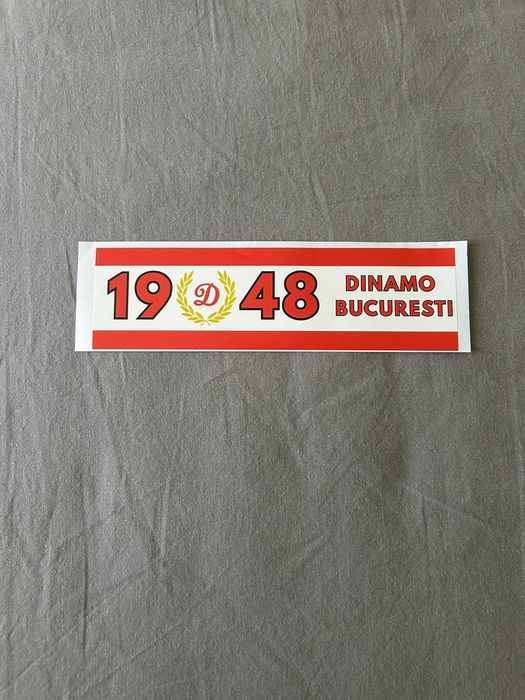 19 D 48
DINAMO
BUCURESTI